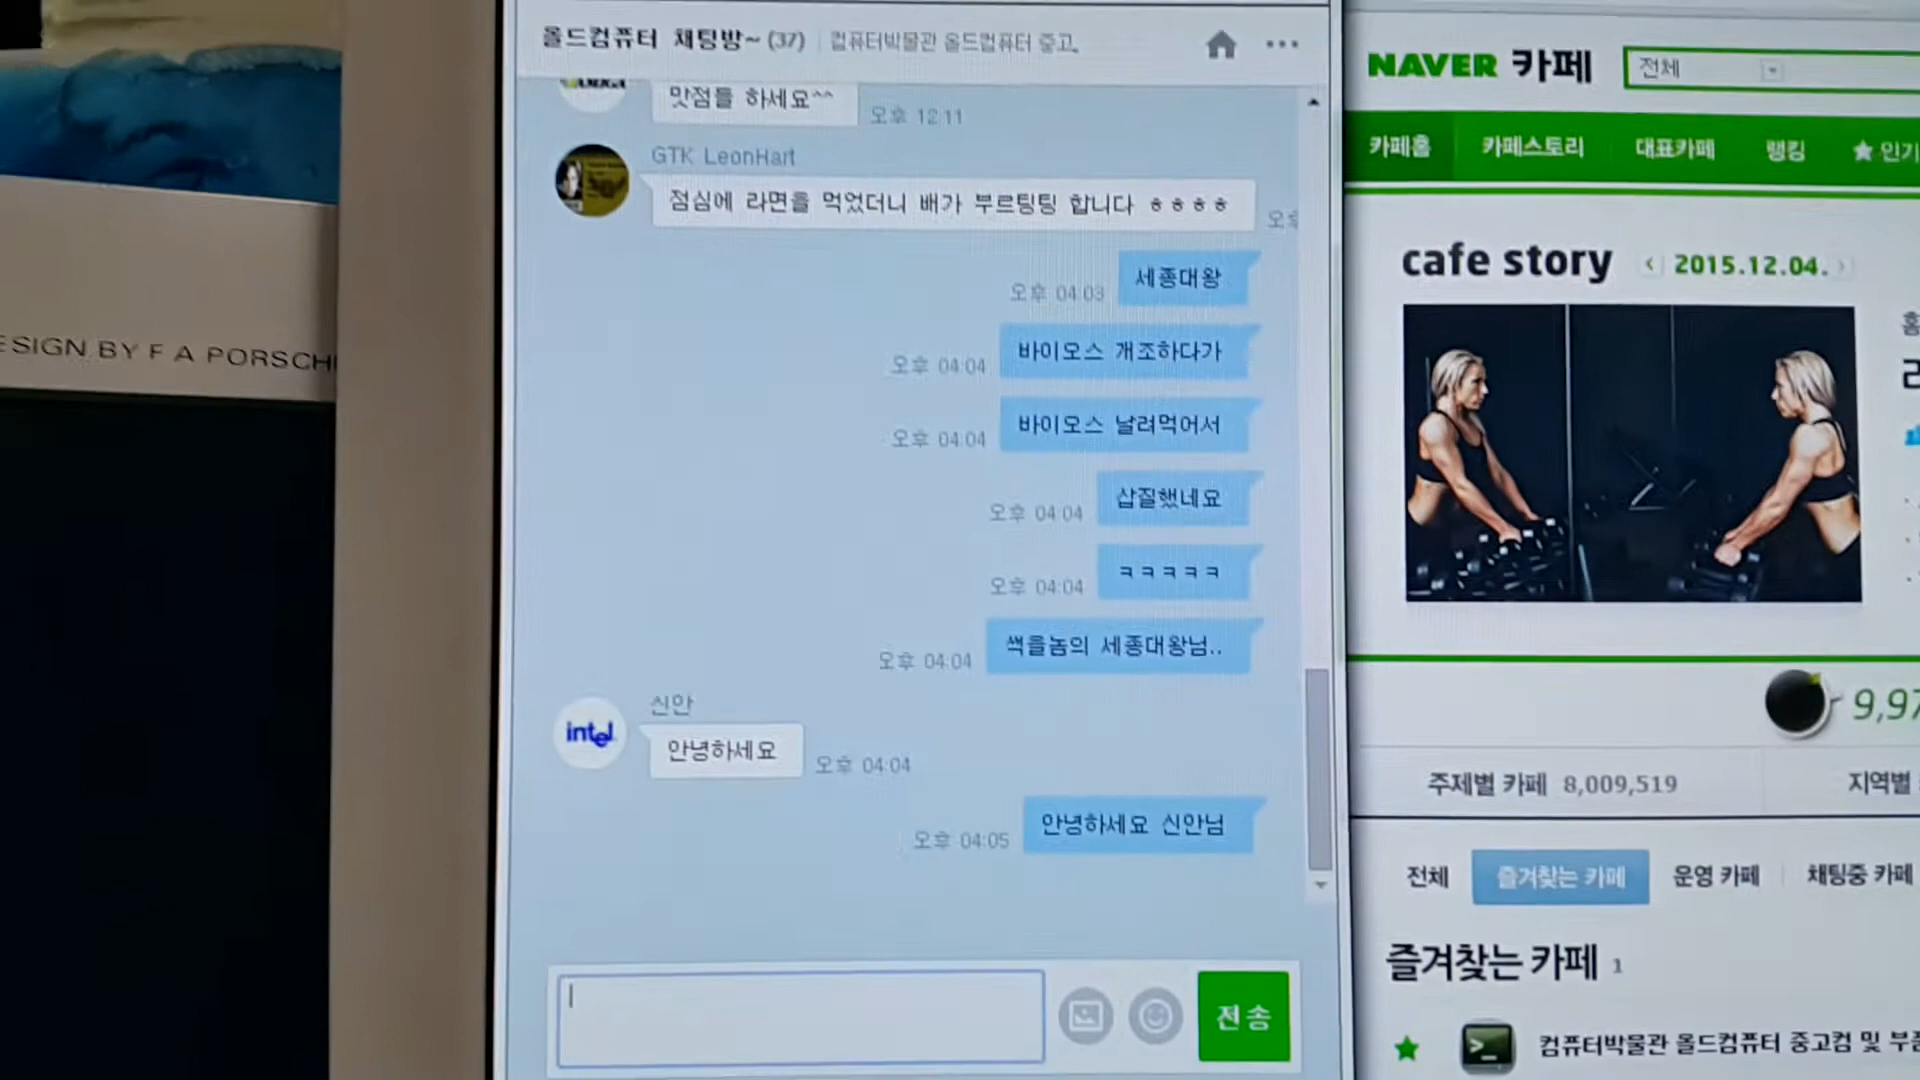 ESIGN BY F A PORSCH
올드컴퓨터 채팅방~ (37) 컴퓨터박물관 올드컴퓨터 중고.
맛점들 하세요^^
오후 12:11
GTK LeonHart
점심에 라면을 먹었더니 배가 부르팅팅 합니다 ㅎㅎㅎㅎ
세종대왕
오후 04:03
바이오스 개조하다가
오후 04:04
바이오스 날려먹어서
오후 04:04
삽질했네요
오후 04:04
ㅋㅋㅋㅋㅋ
오후 04:04
썩을놈의 세종대왕님..
오후 04:04
신안
intel
안녕하세요
오후 04:04
안녕하세요 신안님
오후 04:05
전송
NAVER 카페
전체
카페홈 카페스토리 대표카페 랭킹 ★ 인기
cafe story < 2015.12.04. >
9,97
주제별 카페 8,009,519
지역별
전체 즐겨찾는 카페 운영 카페 채팅중 카페
즐겨찾는 카페 1
컴퓨터박물관 올드컴퓨터 중고컴 및 부품